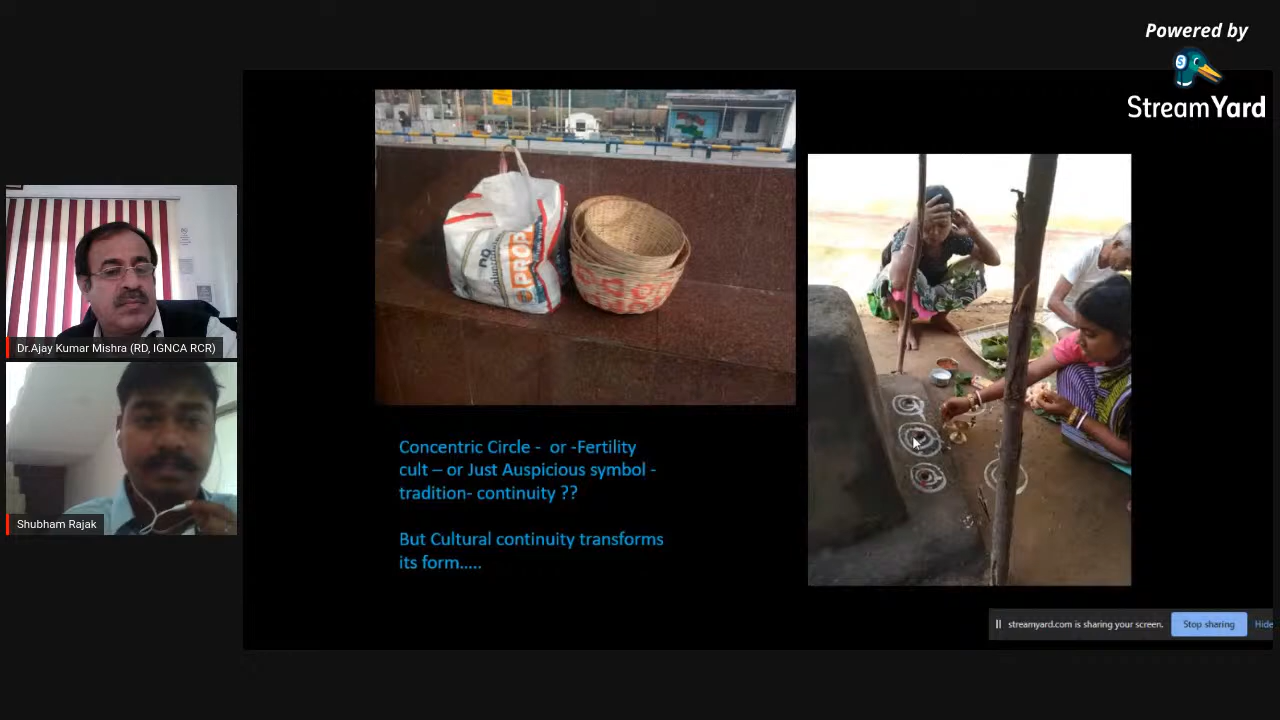 Powered by
StreamYard
Dr.Ajay Kumar Mishra (RD, IGNCA RCR)
Shubham Rajak
PROF
Concentric Circle - or -Fertility
cult – or Just Auspicious symbol -
tradition- continuity ??
But Cultural continuity transforms
its form.....
streamyard.com is sharing your screen.
Stop sharing
Hide